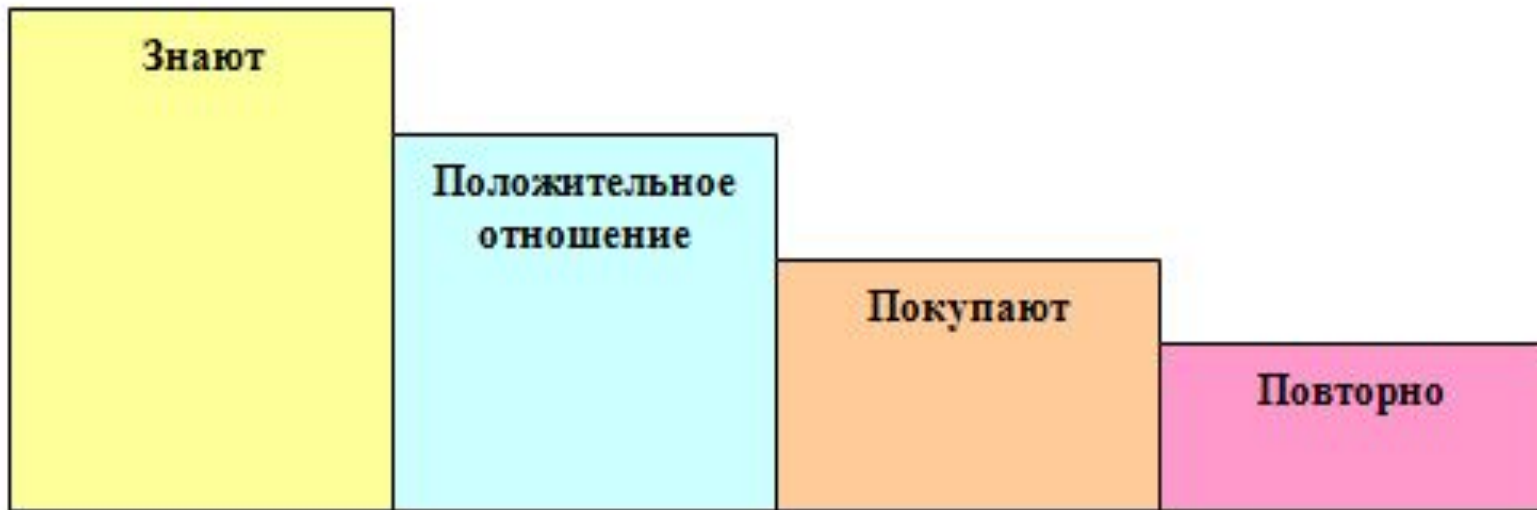 Знают
Положительное
отношение
Покупают
Повторно